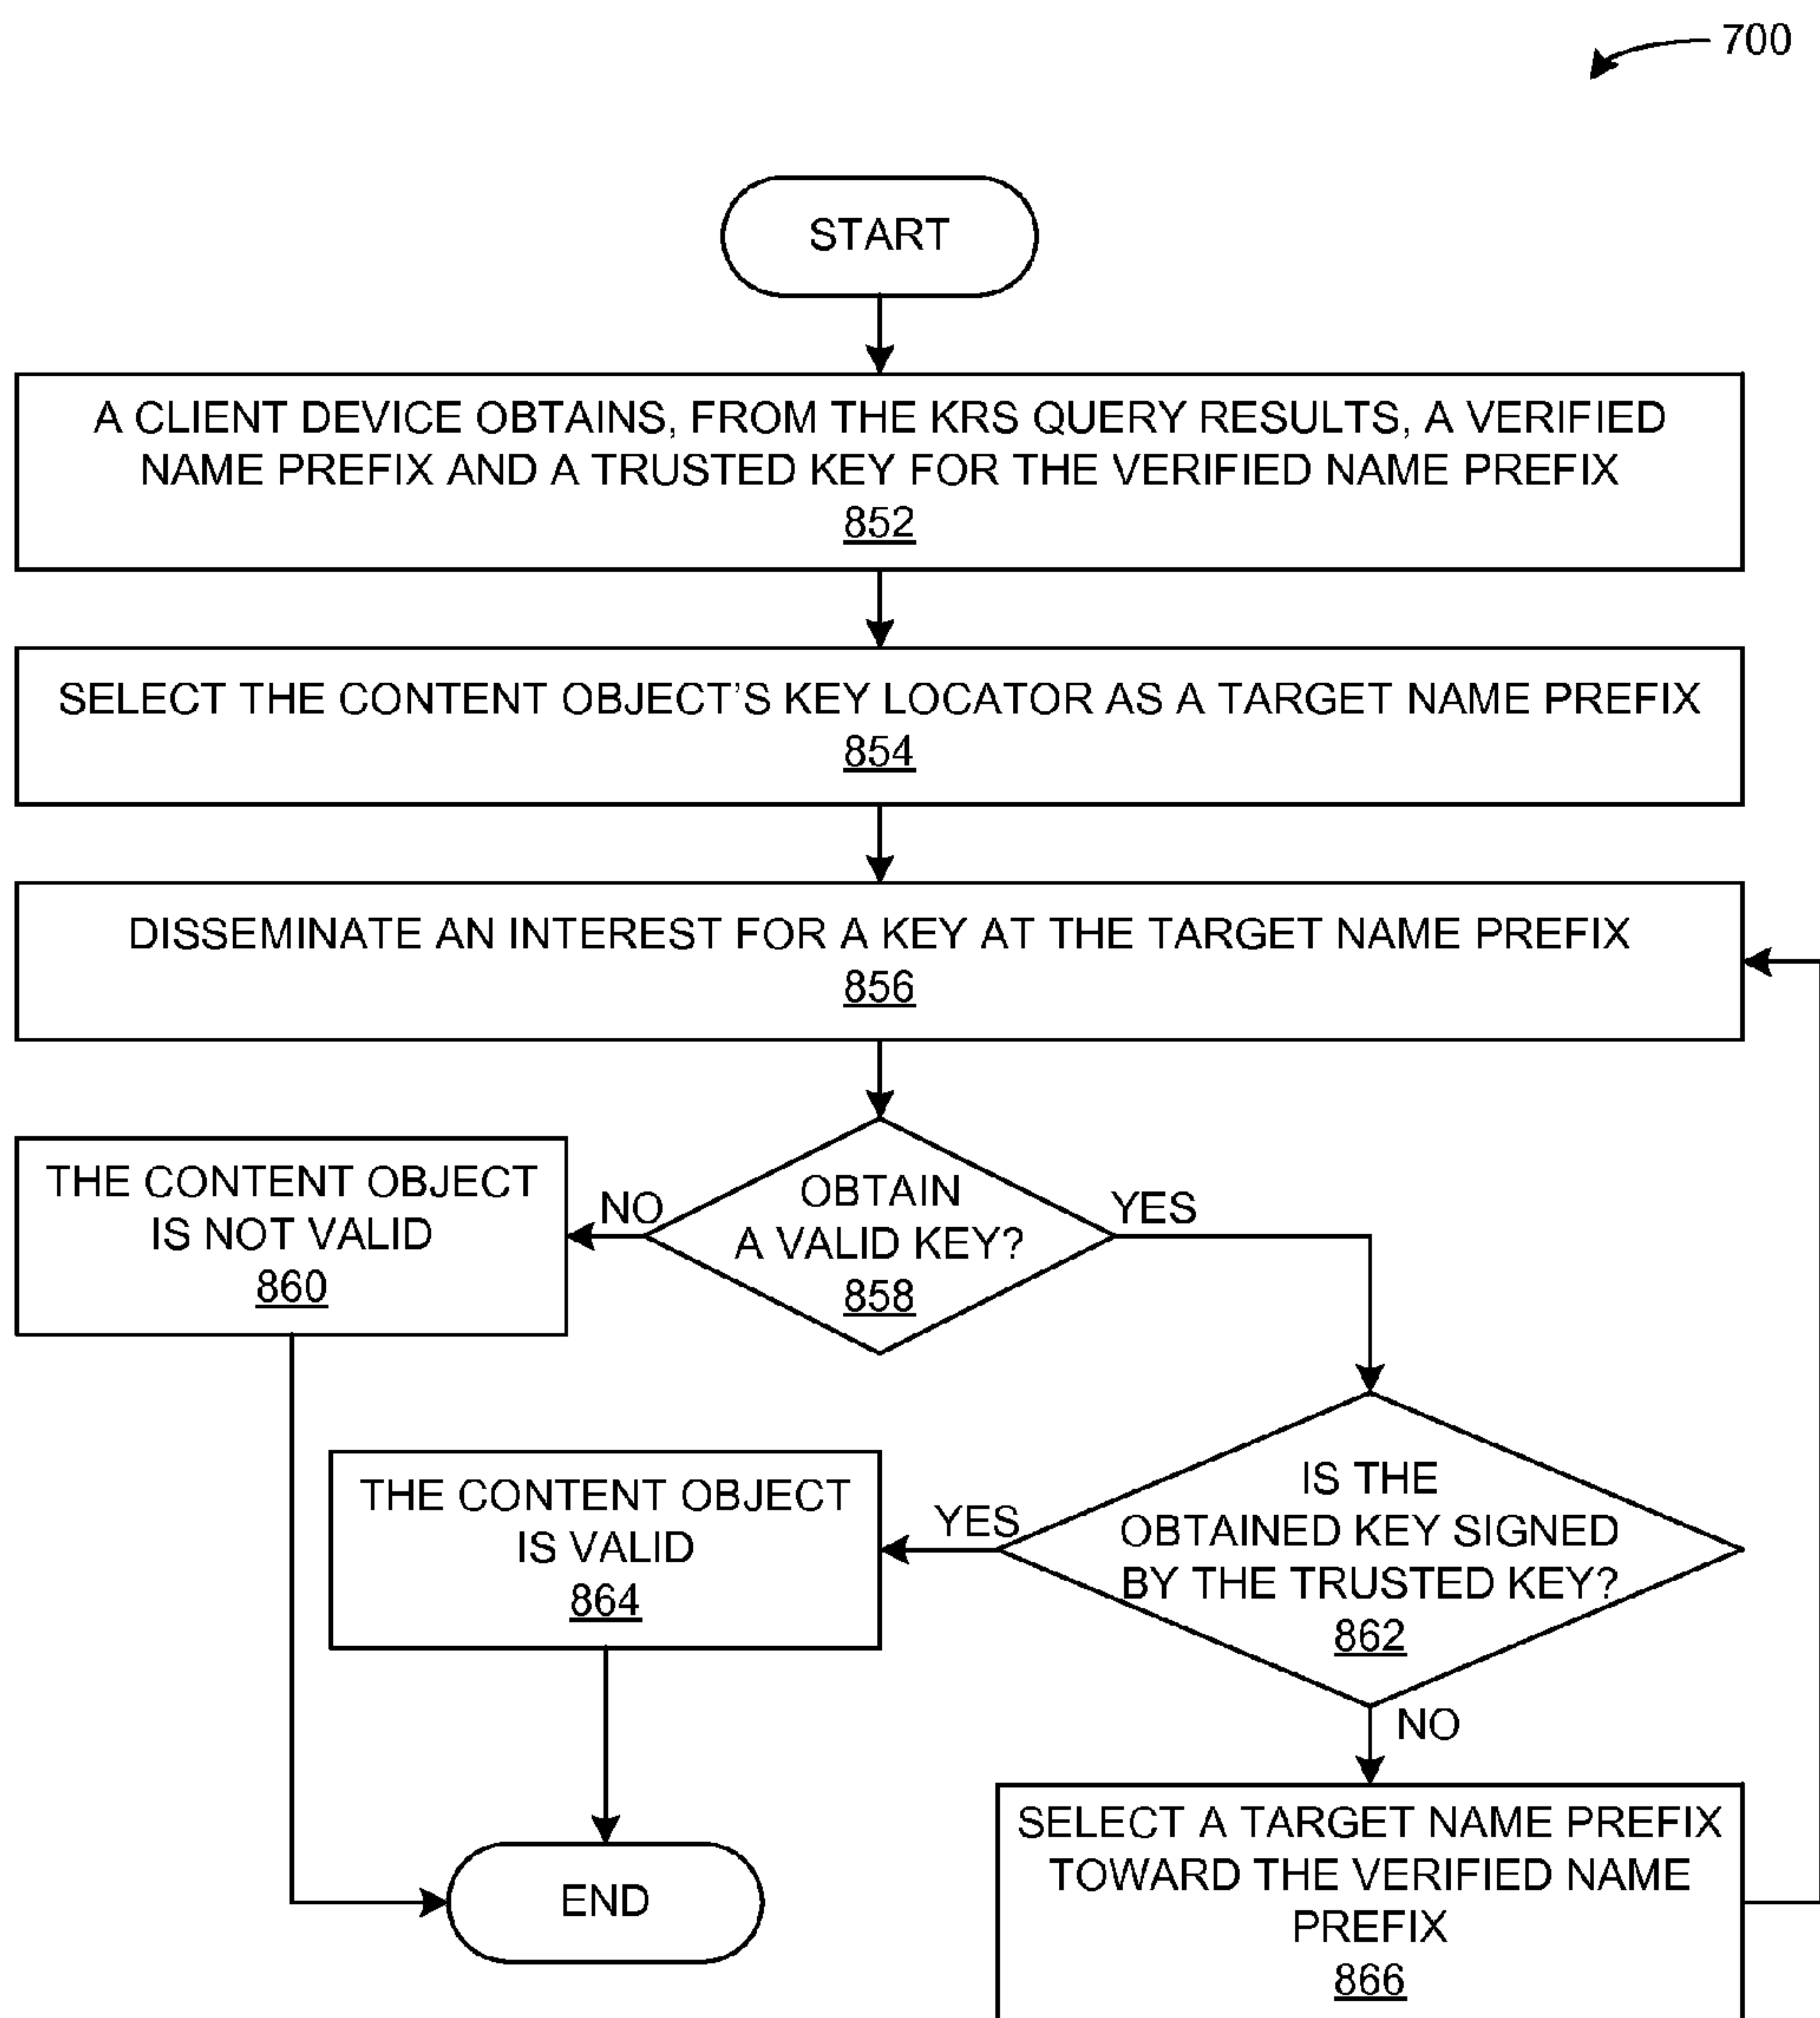 700
START
A CLIENT DEVICE OBTAINS, FROM THE KRS QUERY RESULTS, A VERIFIED
NAME PREFIX AND A TRUSTED KEY FOR THE VERIFIED NAME PREFIX
852
SELECT THE CONTENT OBJECT'S KEY LOCATOR AS A TARGET NAME PREFIX
854
DISSEMINATE AN INTEREST FOR A KEY AT THE TARGET NAME PREFIX
856
THE CONTENT OBJECT
IS NOT VALID
860
NO
OBTAIN
A VALID KEY?
858
YES
THE CONTENT OBJECT
IS VALID
864
YES
IS THE
OBTAINED KEY SIGNED
BY THE TRUSTED KEY?
862
NO
SELECT A TARGET NAME PREFIX
TOWARD THE VERIFIED NAME
PREFIX
866
END